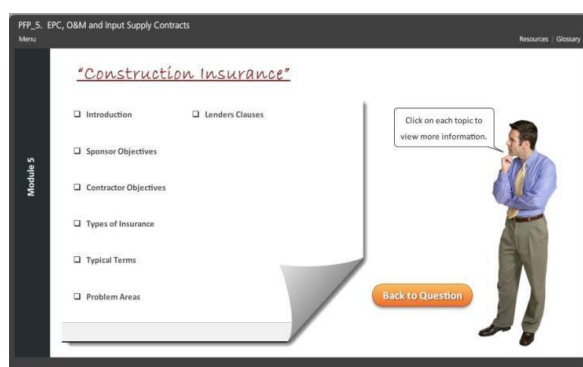 PFP_5. EPC, O&M and Input Supply Contracts
Menu
Resources | Glossary
Module 5
"Construction Insurance"
❑ Introduction
❑ Lenders Clauses
❑ Sponsor Objectives
❑ Contractor Objectives
❑ Types of Insurance
❑ Typical Terms
❑ Problem Areas
Click on each topic to
view more information.
Back to Question